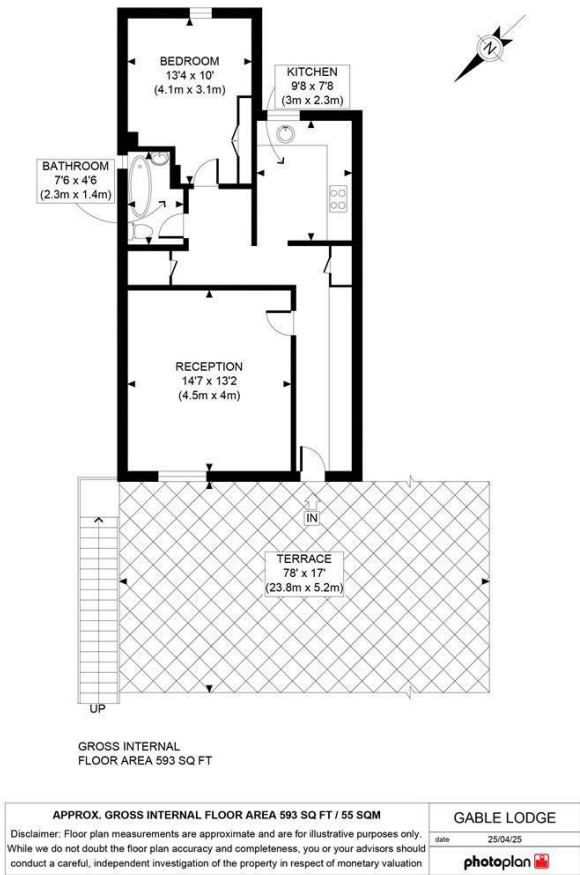 BEDROOM
13'4 x 10'
(4.1m x 3.1m)
KITCHEN
9'8 x 7'8
(3m x 2.3m)
N
BATHROOM
7'6 x 4'6
(2.3m x 1.4m)
RECEPTION
14'7 x 13'2
(4.5m x 4m)
IN
TERRACE
78' x 17'
(23.8m x 5.2m)
UP
GROSS INTERNAL
FLOOR AREA 593 SQ FT
APPROX. GROSS INTERNAL FLOOR AREA 593 SQ FT / 55 SQM
Disclaimer: Floor plan measurements are approximate and are for illustrative purposes only.
While we do not doubt the floor plan accuracy and completeness, you or your advisors should
conduct a careful, independent investigation of the property in respect of monetary valuation
GABLE LODGE
date 25/04/25
photoplan